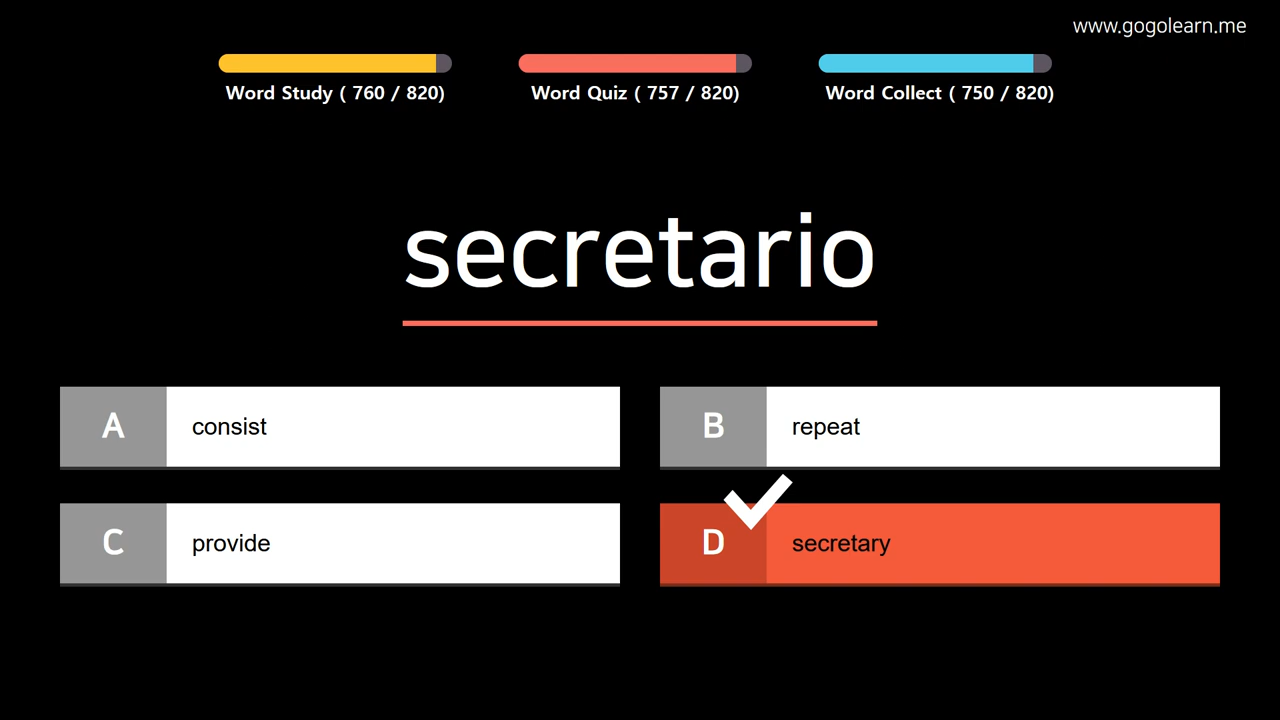 www.gogolearn.me
Word Study ( 760 / 820)
Word Quiz ( 757 / 820)
Word Collect ( 750 / 820)
secretario
A consist
B repeat
C provide
D secretary